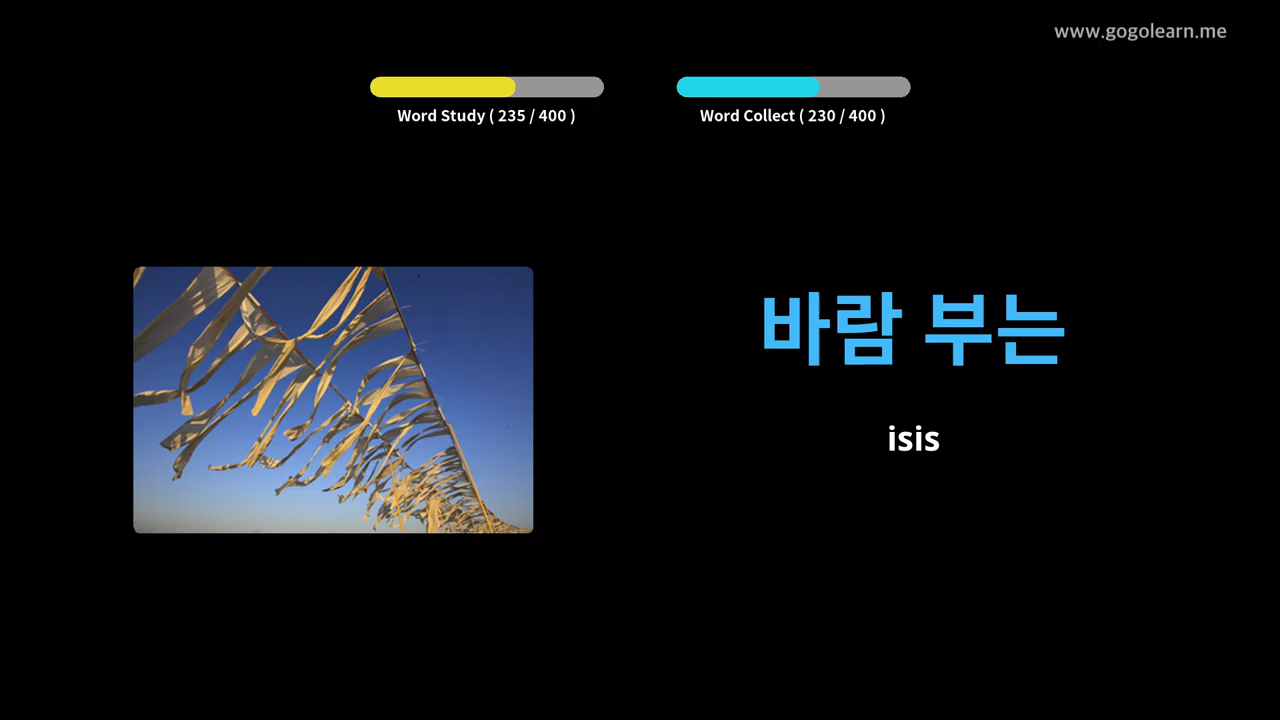 www.gogolearn.me
Word Study ( 235 / 400 )
Word Collect ( 230 / 400 )
바람 부는
isis